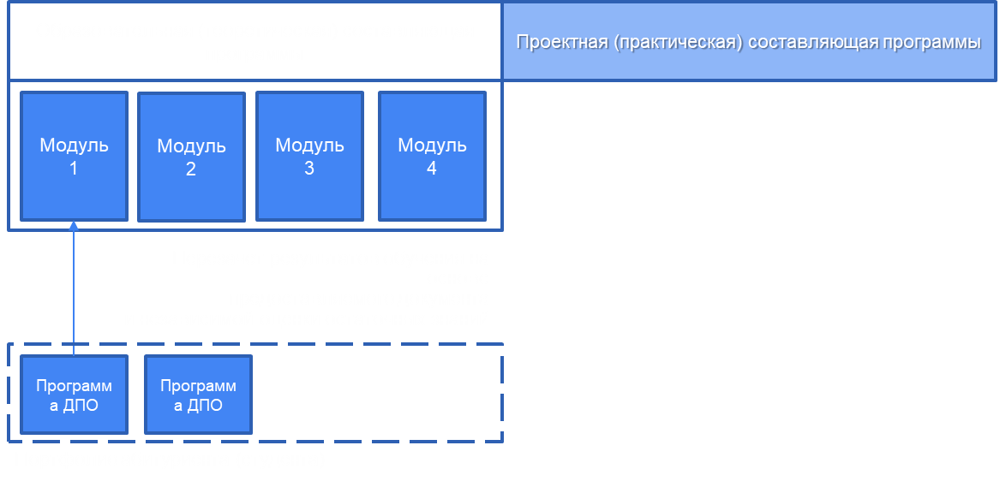 Проектная (практическая) составляющая программы
Модуль
1
Модуль
2
Модуль
3
Модуль
4
Программ
а ДПО
Программ
а ДПО